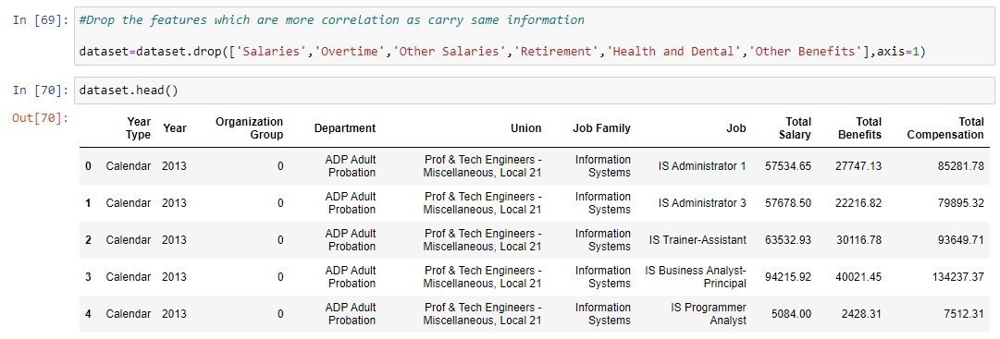 In [69]: #Drop the features which are more correlation as carry same information
dataset=dataset.drop(['Salaries','Overtime','Other Salaries','Retirement','Health and Dental','Other Benefits'],axis=1)
In [70]: dataset.head()
Out[70]:
Year Type Year Organization Group Department Union Job Family Job Total Salary Total Benefits Total Compensation
0 Calendar 2013 0 ADP Adult Probation Prof & Tech Engineers - Miscellaneous, Local 21 Information Systems IS Administrator 1 57534.65 27747.13 85281.78
1 Calendar 2013 0 ADP Adult Probation Prof & Tech Engineers - Miscellaneous, Local 21 Information Systems IS Administrator 3 57678.50 22216.82 79895.32
2 Calendar 2013 0 ADP Adult Probation Prof & Tech Engineers - Miscellaneous, Local 21 Information Systems IS Trainer-Assistant 63532.93 30116.78 93649.71
3 Calendar 2013 0 ADP Adult Probation Prof & Tech Engineers - Miscellaneous, Local 21 Information Systems IS Business Analyst-Principal 94215.92 40021.45 134237.37
4 Calendar 2013 0 ADP Adult Probation Prof & Tech Engineers - Miscellaneous, Local 21 Information Systems IS Programmer Analyst 5084.00 2428.31 7512.31